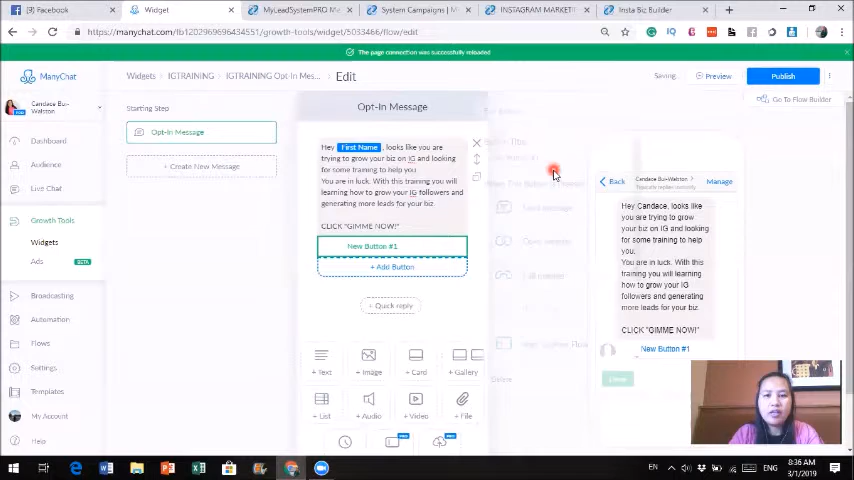 (9) Facebook
Widget
MyLeadSystemPRO Me
System Campaigns | M
INSTAGRAM MARKETI
Insta Biz Builder
https://manychat.com/fb1202969696434551/growth-tools/widget/5033466/flow/edit
The page connection was successfully reloaded
ManyChat
Widgets
IGTRAINING
IGTRAINING Opt-In Mes...
Edit
Saving.
Preview
Publish
Candace Bui-Walston
PRO
Starting Step
Opt-In Message
+ Create New Message
Go To Flow Builder
Dashboard
Audience
Live Chat
Growth Tools
Widgets
Ads
BETA
Broadcasting
Automation
Flows
Settings
Templates
My Account
Help
Opt-In Message
Hey First Name , looks like you are
trying to grow your biz on IG and looking
for some training to help you
You are in luck. With this training you will
learning how to grow your IG followers and
generating more leads for your biz.
CLICK "GIMME NOW!"
New Button #1
+ Add Button
+ Quick reply
+ Text
+ Image
+ Card
+ Gallery
+ List
+ Audio
+ Video
+ File
PRO
PRO
Back
Candace Bui-Walston
Manage
Hey Candace, looks
like you are trying
to grow your biz on
IG and looking for
some training to help
you.
You are in luck. With
this training you will
learning how to grow
your IG followers and
generating more
leads for your biz.
CLICK "GIMME NOW!"
New Button #1
EN
ENG
8:36 AM
3/1/2019